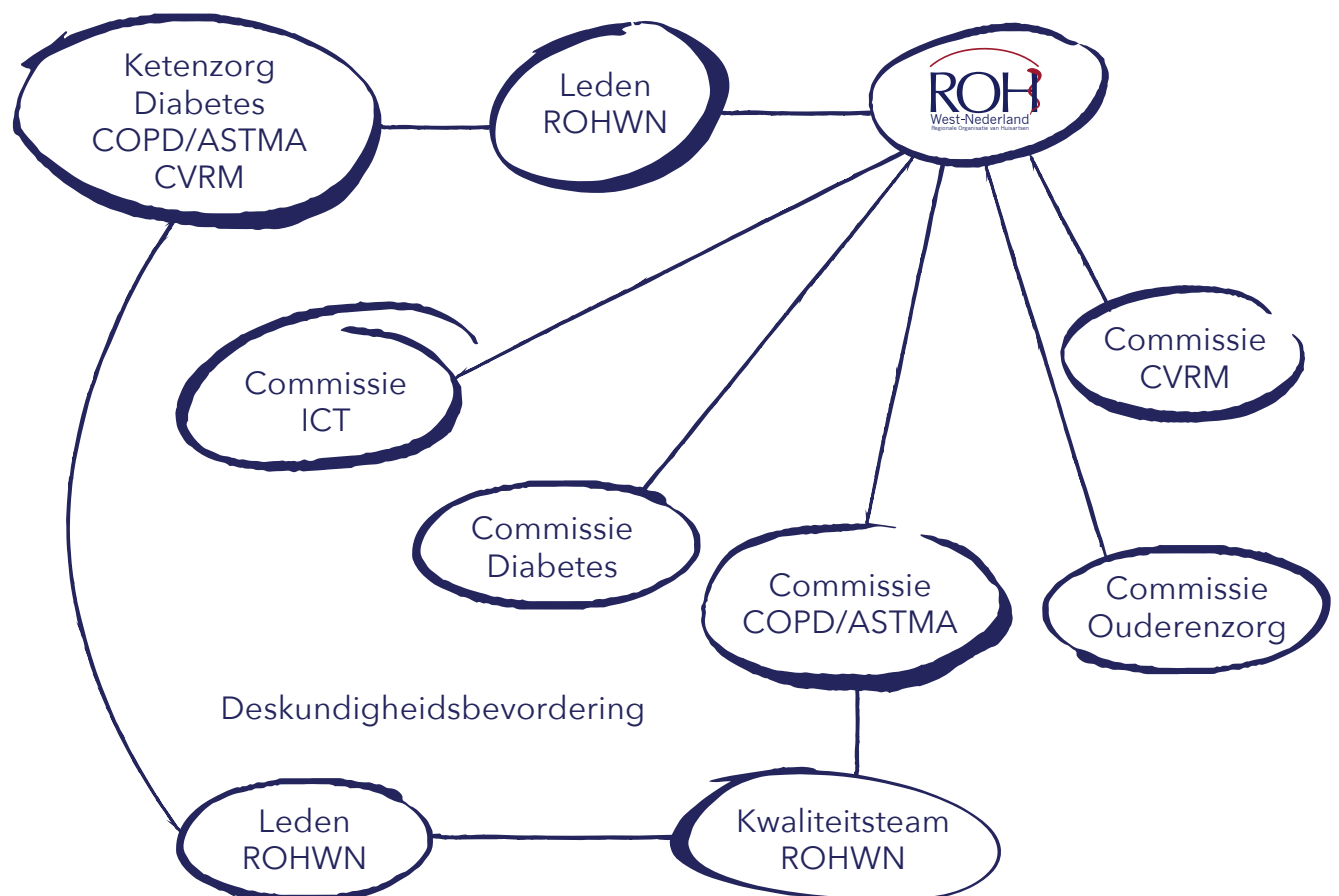 Ketenzorg
Diabetes
COPD/ASTMA
CVRM
Leden
ROHWN
ROH
West-Nederland
Regionale Organisatie van Huisartsen
Commissie
CVRM
Commissie
ICT
Commissie
Diabetes
Commissie
COPD/ASTMA
Commissie
Ouderenzorg
Deskundigheidsbevordering
Leden
ROHWN
Kwaliteitsteam
ROHWN